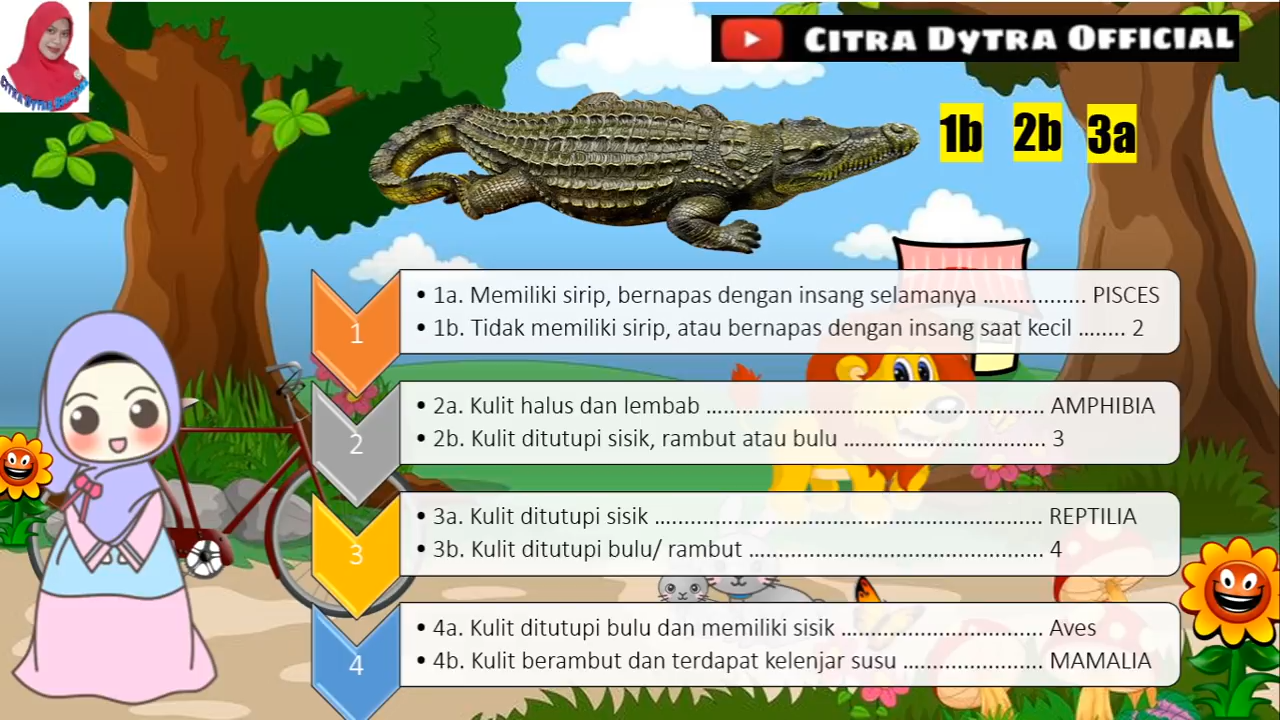 CITRA DYTRA OFFICIAL
1b 2b 3a
1
• 1a. Memiliki sirip, bernapas dengan insang selamanya ................. PISCES
• 1b. Tidak memiliki sirip, atau bernapas dengan insang saat kecil ........ 2
2
• 2a. Kulit halus dan lembab ......................................................... AMPHIBIA
• 2b. Kulit ditutupi sisik, rambut atau bulu .................................. 3
3
• 3a. Kulit ditutupi sisik .................................................................. REPTILIA
• 3b. Kulit ditutupi bulu/ rambut .................................................. 4
4
• 4a. Kulit ditutupi bulu dan memiliki sisik .................................. Aves
• 4b. Kulit berambut dan terdapat kelenjar susu ........................ MAMALIA